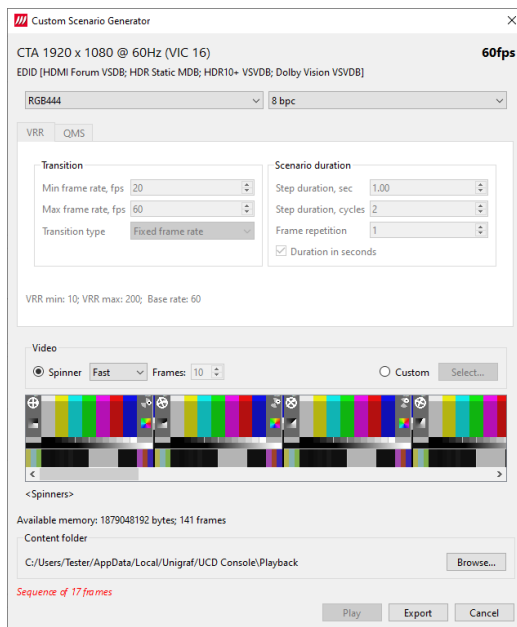 Custom Scenario Generator
CTA 1920 x 1080 @ 60Hz (VIC 16) 60fps
EDID [HDMI Forum VSDB; HDR Static MDB; HDR10+ VSVDB; Dolby Vision VSVDB]
RGB444 8 bpc
VRR QMS
Transition Scenario duration
Min frame rate, fps 20 Step duration, sec 1.00
Max frame rate, fps 60 Step duration, cycles 2
Transition type Fixed frame rate Frame repetition 1
Duration in seconds
VRR min: 10; VRR max: 200; Base rate: 60
Video
Spinner Fast Frames: 10 Custom Select...
<Spinners>
Available memory: 1879048192 bytes; 141 frames
Content folder
C:/Users/Tester/AppData/Local/Unigraf/UCD Console\Playback Browse...
Sequence of 17 frames
Play Export Cancel